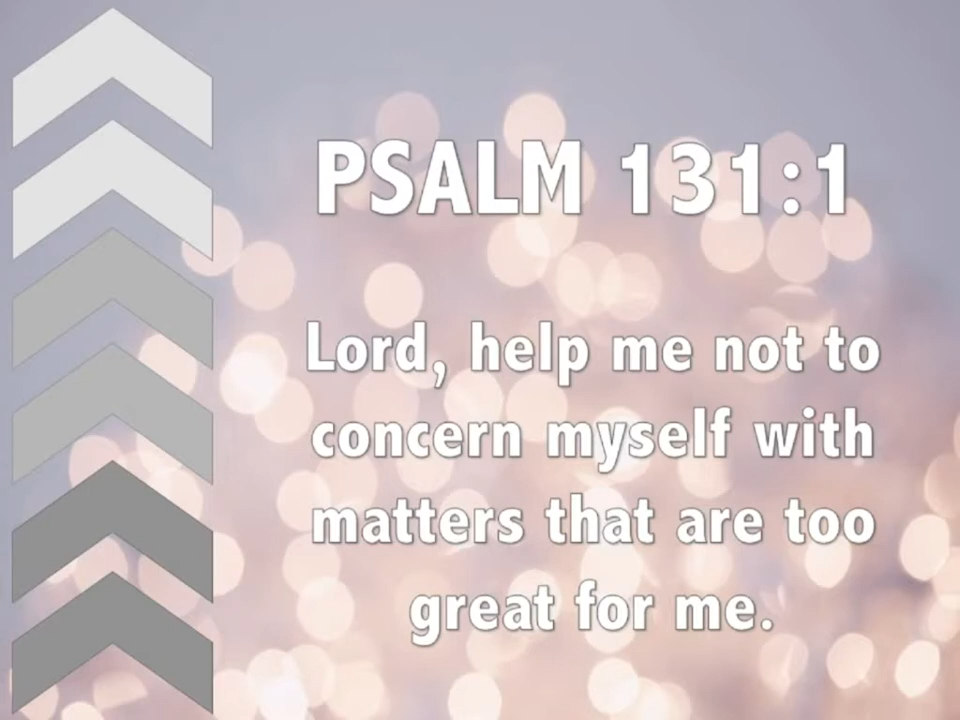 PSALM 131:1
Lord, help me not to
concern myself with
matters that are too
great for me.